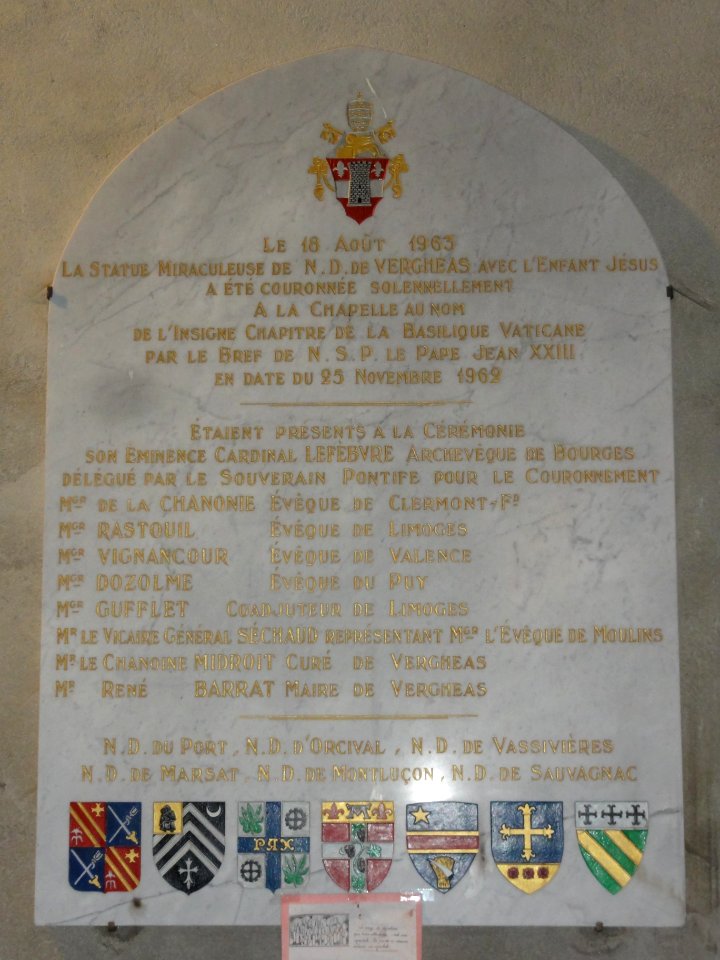 LE 18 AOÛT 1963
LA STATUE MIRACULEUSE DE N.D. DE VERGHEAS AVEC L'ENFANT JÉSUS
A ÉTÉ COURONNÉE SOLENNELLEMENT
A LA CHAPELLE AU NOM
DE L'INSIGNE CHAPITRE DE LA BASILIQUE VATICANE
PAR LE BREF DE N.S.P. LE PAPE JEAN XXIII
EN DATE DU 25 NOVEMBRE 1962
ÉTAIENT PRESENTS A LA CÉRÉMONIE
SON EMINENCE CARDINAL LEFÈBVRE ARCHEVÊQUE DE BOURGES
DÉLÉGUÉ PAR LE SOUVERAIN PONTIFE POUR LE COURONNEMENT
MGR DE LA CHANONIE ÉVÊQUE DE CLERMONT-FD
MGR RASTOUIL ÉVÊQUE DE LIMOGES
MGR VIGNANCOUR ÉVÊQUE DE VALENCE
MGR DOZOLME ÉVÊQUE DU PUY
MGR GUFFLET COADJUTEUR DE LIMOGES
MR LE VICAIRE GÉNÉRAL SÉCHAUD REPRÉSENTANT MGR L'ÉVÊQUE DE MOULINS
MR LE CHANOINE MIDROIT CURÉ DE VERGHEAS
MR RENÉ BARRAT MAIRE DE VERGHEAS
N.D. DU PORT, N.D. D'ORCIVAL, N.D. DE VASSIVIÈRES
N.D. DE MARSAT, N.D. DE MONTLUÇON, N.D. DE SAUVAGNAC
PAX